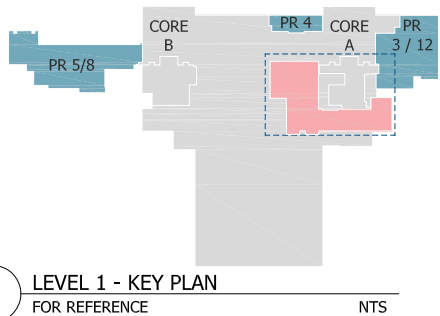 CORE
B
PR 4
CORE
A
PR
3 / 12
PR 5/8
LEVEL 1 - KEY PLAN
FOR REFERENCE NTS